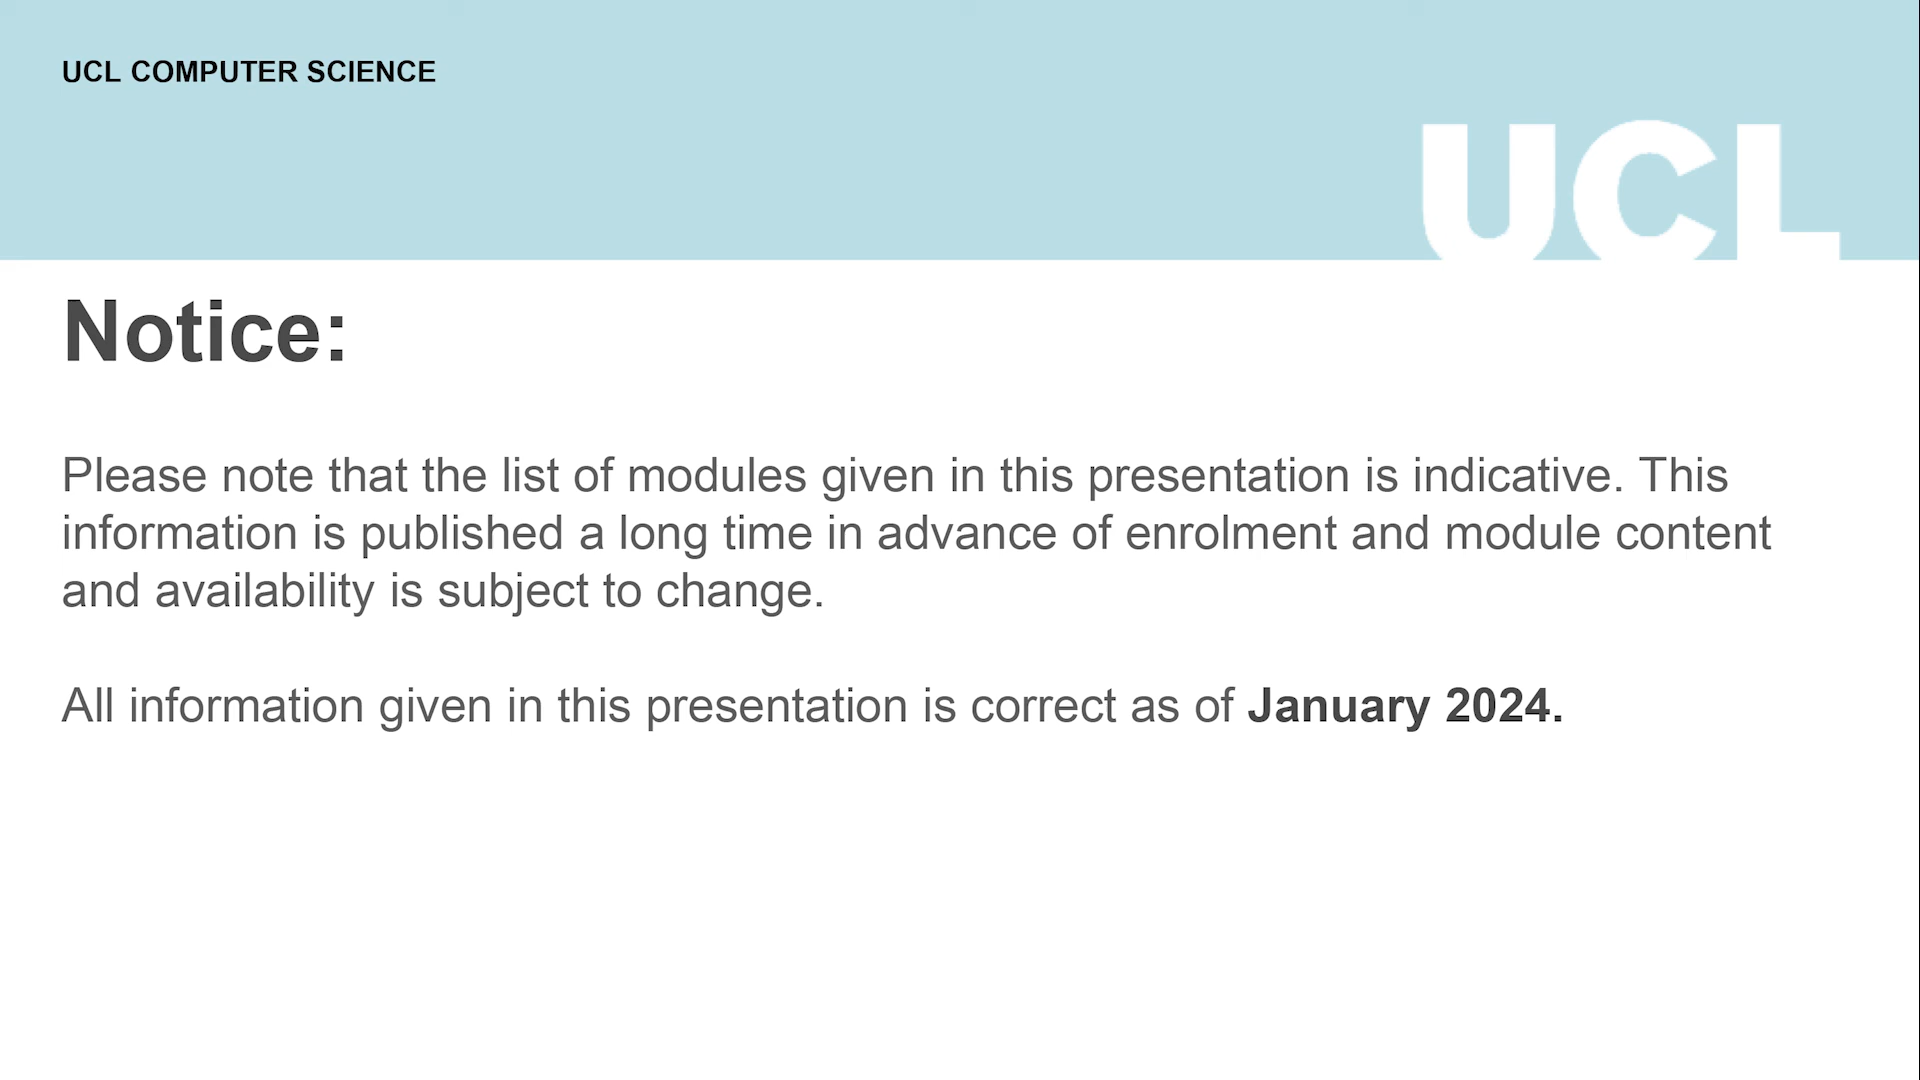 UCL COMPUTER SCIENCE
UCL
Notice:
Please note that the list of modules given in this presentation is indicative. This
information is published a long time in advance of enrolment and module content
and availability is subject to change.
All information given in this presentation is correct as of January 2024.